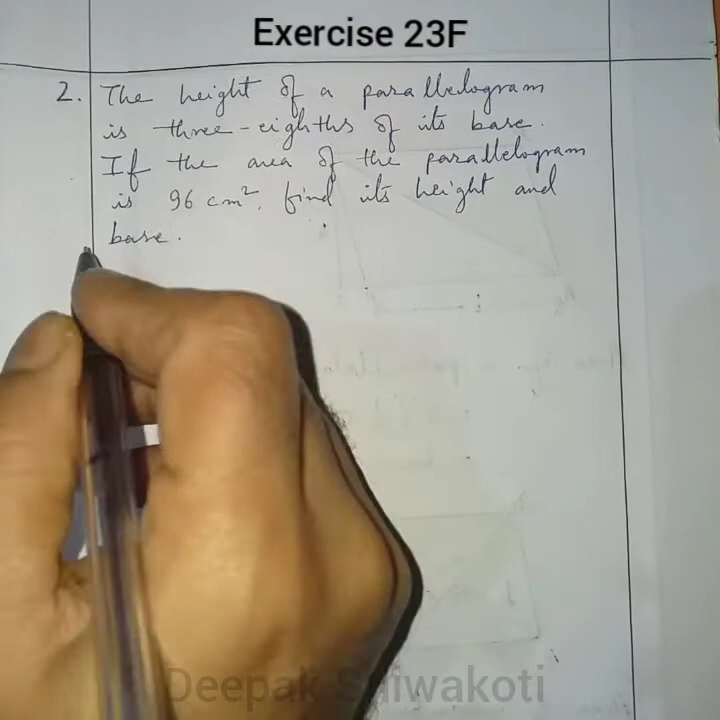 Exercise 23F
2. The height of a parallelogram
is three-eighths of its base.
If the area of the parallelogram
is 96 cm², find its height and
base.
Deepak Shiwakoti